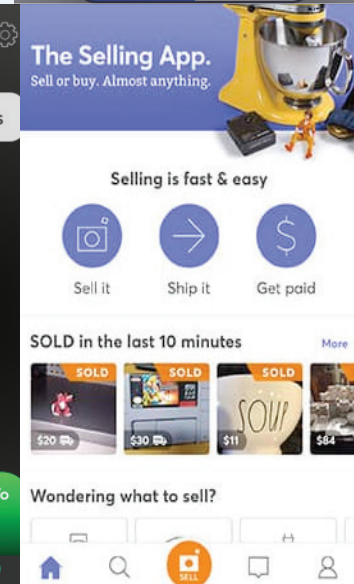 The Selling App.
Sell or buy. Almost anything.
Selling is fast & easy
Sell it
Ship it
Get paid
SOLD in the last 10 minutes
More
SOLD
SOLD
SOLD
SOUP
$20
$30
$11
$84
Wondering what to sell?
SELL